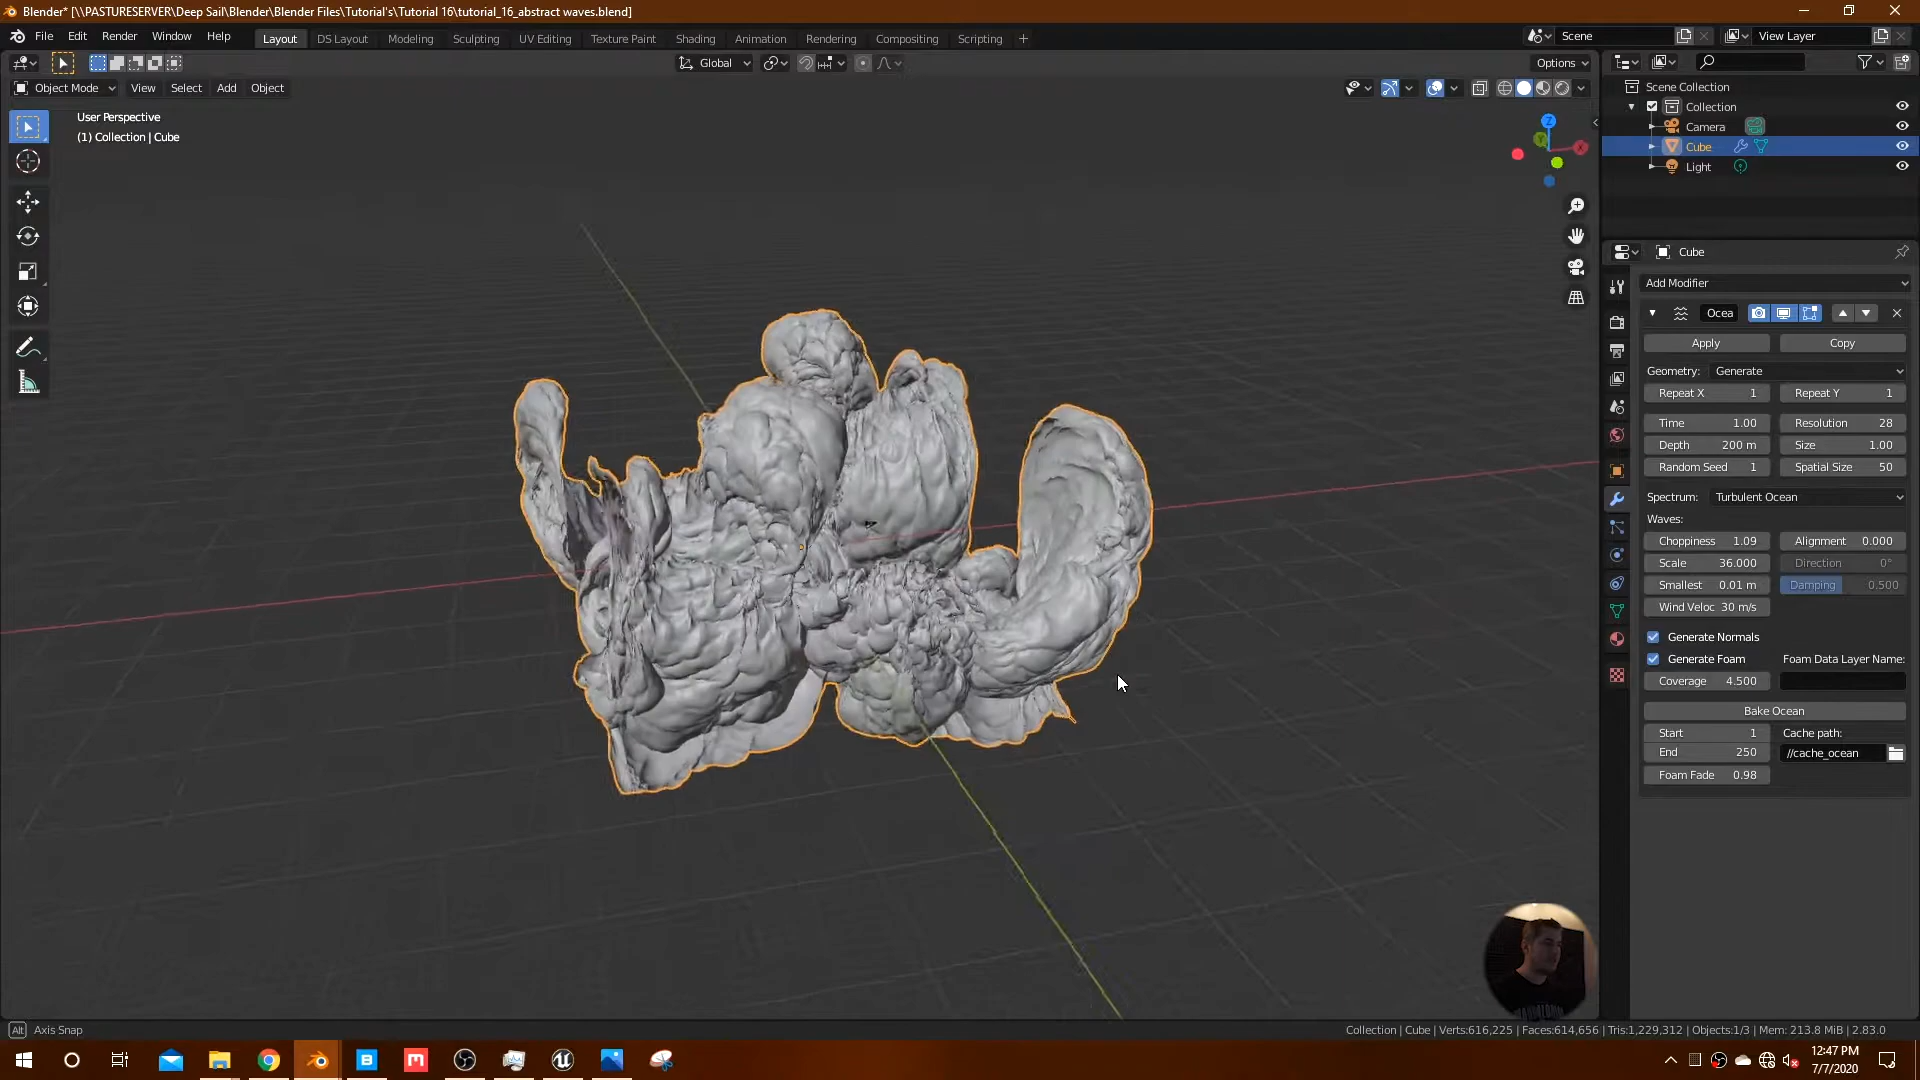 Blender* [\\PASTURESERVER\Deep Sail\Blender\Blender Files\Tutorial's\Tutorial 16\tutorial_16_abstract waves.blend]
File Edit Render Window Help Layout DS Layout Modeling Sculpting UV Editing Texture Paint Shading Animation Rendering Compositing Scripting + Scene View Layer
Global Options
Object Mode View Select Add Object
User Perspective
(1) Collection | Cube
Scene Collection
Collection
Camera
Cube
Light
Cube
Add Modifier
Ocea
Apply Copy
Geometry: Generate
Repeat X 1 Repeat Y 1
Time 1.00 Resolution 28
Depth 200 m Size 1.00
Random Seed 1 Spatial Size 50
Spectrum: Turbulent Ocean
Waves:
Choppiness 1.09 Alignment 0.000
Scale 36.000 Direction 0°
Smallest 0.01 m Damping 0.500
Wind Veloc 30 m/s
Generate Normals
Generate Foam Foam Data Layer Name:
Coverage 4.500
Bake Ocean
Start 1 Cache path:
End 250 //cache_ocean
Foam Fade 0.98
Z
X
Y
Alt Axis Snap
Collection | Cube | Verts:616,225 | Faces:614,656 | Tris:1,229,312 | Objects:1/3 | Mem: 213.8 MiB | 2.83.0
12:47 PM
7/7/2020